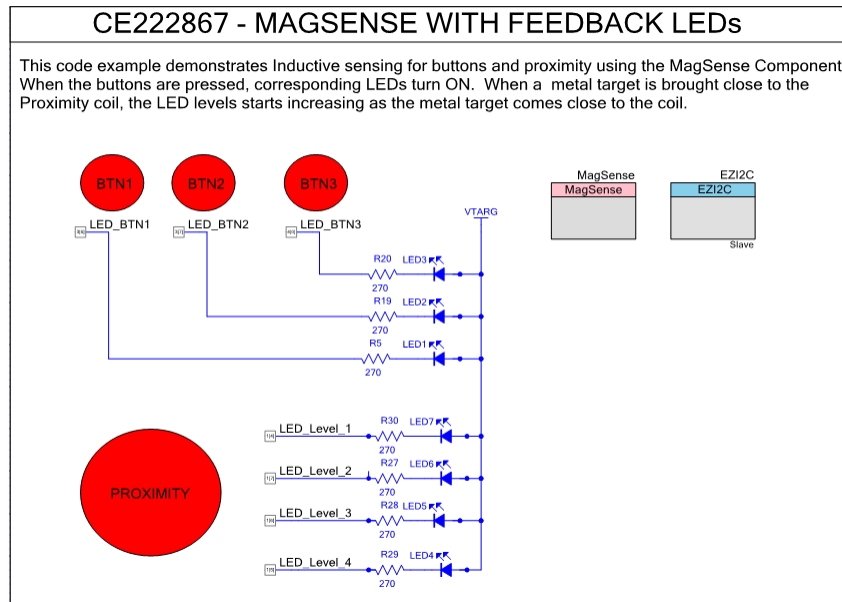 CE222867 - MAGSENSE WITH FEEDBACK LEDs
This code example demonstrates Inductive sensing for buttons and proximity using the MagSense Component
When the buttons are pressed, corresponding LEDs turn ON. When a metal target is brought close to the
Proximity coil, the LED levels starts increasing as the metal target comes close to the coil.
BTN1 BTN2 BTN3
MagSense EZI2C
MagSense EZI2C
Slave
LED_BTN1 LED_BTN2 LED_BTN3
VTARG
R20 LED3
270
R19 LED2
270
R5 LED1
270
LED_Level_1 R30 LED7
270
LED_Level_2 R27 LED6
270
PROXIMITY
LED_Level_3 R28 LED5
270
LED_Level_4 R29 LED4
270